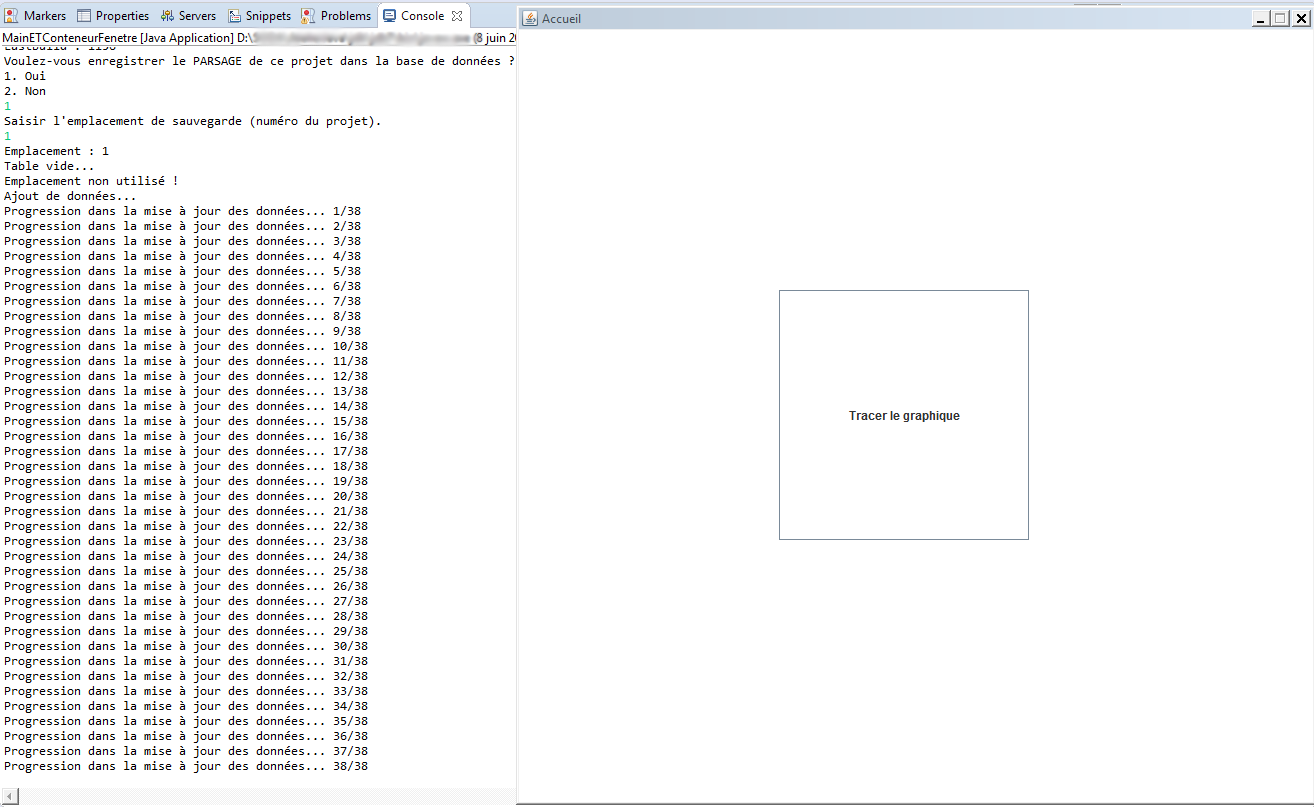 Markers Properties Servers Snippets Problems Console
MainETConteneurFenetre [Java Application] D:\ (8 juin 20
LastBuild : 1156
Voulez-vous enregistrer le PARSAGE de ce projet dans la base de données ?
1. Oui
2. Non
1
Saisir l'emplacement de sauvegarde (numéro du projet).
1
Emplacement : 1
Table vide...
Emplacement non utilisé !
Ajout de données...
Progression dans la mise à jour des données... 1/38
Progression dans la mise à jour des données... 2/38
Progression dans la mise à jour des données... 3/38
Progression dans la mise à jour des données... 4/38
Progression dans la mise à jour des données... 5/38
Progression dans la mise à jour des données... 6/38
Progression dans la mise à jour des données... 7/38
Progression dans la mise à jour des données... 8/38
Progression dans la mise à jour des données... 9/38
Progression dans la mise à jour des données... 10/38
Progression dans la mise à jour des données... 11/38
Progression dans la mise à jour des données... 12/38
Progression dans la mise à jour des données... 13/38
Progression dans la mise à jour des données... 14/38
Progression dans la mise à jour des données... 15/38
Progression dans la mise à jour des données... 16/38
Progression dans la mise à jour des données... 17/38
Progression dans la mise à jour des données... 18/38
Progression dans la mise à jour des données... 19/38
Progression dans la mise à jour des données... 20/38
Progression dans la mise à jour des données... 21/38
Progression dans la mise à jour des données... 22/38
Progression dans la mise à jour des données... 23/38
Progression dans la mise à jour des données... 24/38
Progression dans la mise à jour des données... 25/38
Progression dans la mise à jour des données... 26/38
Progression dans la mise à jour des données... 27/38
Progression dans la mise à jour des données... 28/38
Progression dans la mise à jour des données... 29/38
Progression dans la mise à jour des données... 30/38
Progression dans la mise à jour des données... 31/38
Progression dans la mise à jour des données... 32/38
Progression dans la mise à jour des données... 33/38
Progression dans la mise à jour des données... 34/38
Progression dans la mise à jour des données... 35/38
Progression dans la mise à jour des données... 36/38
Progression dans la mise à jour des données... 37/38
Progression dans la mise à jour des données... 38/38
Accueil
Tracer le graphique